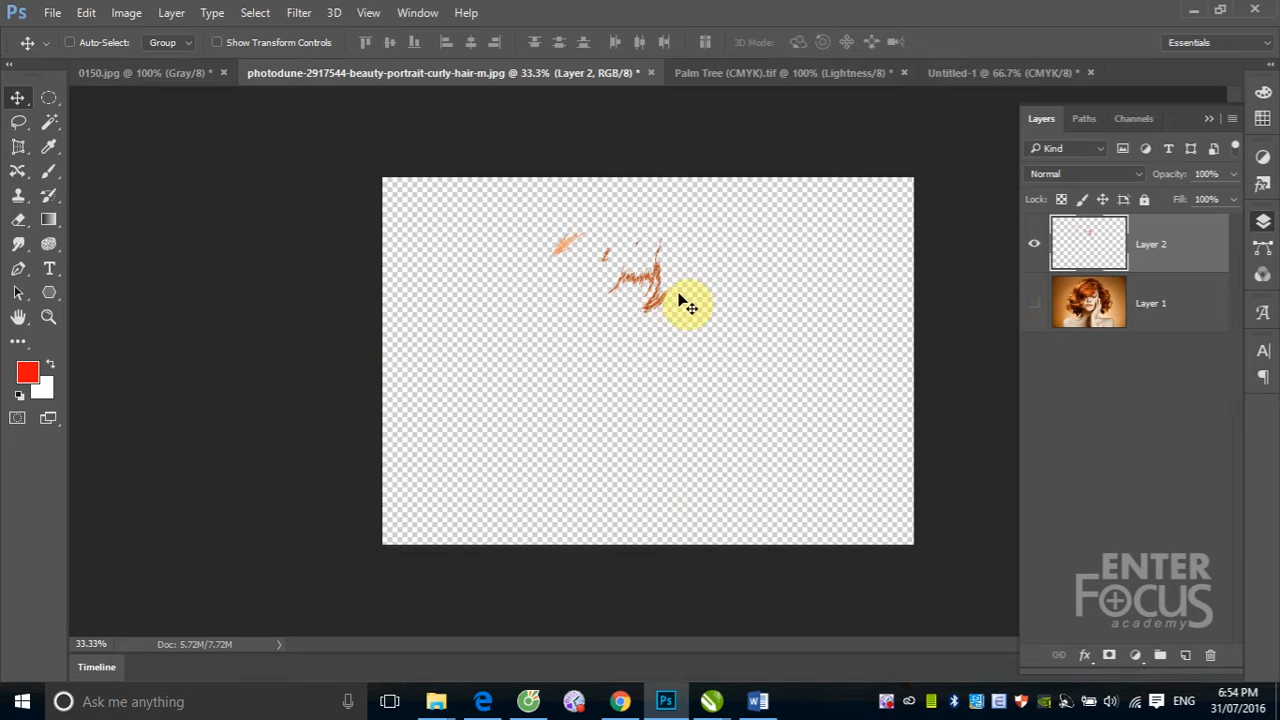 Ps File Edit Image Layer Type Select Filter 3D View Window Help
Auto-Select: Group Show Transform Controls 3D Mode: Essentials
0150.jpg @ 100% (Gray/8) * × photodune-2917544-beauty-portrait-curly-hair-m.jpg @ 33.3% (Layer 2, RGB/8) * × Palm Tree (CMYK).tif @ 100% (Lightness/8) * × Untitled-1 @ 66.7% (CMYK/8) * ×
Layers Paths Channels
Kind
Normal Opacity: 100%
Lock: Fill: 100%
Layer 2
Layer 1
ENTER
FOCUS
academy
33.33% Doc: 5.72M/7.72M
fx
Timeline
Ask me anything
ENG
6:54 PM
31/07/2016